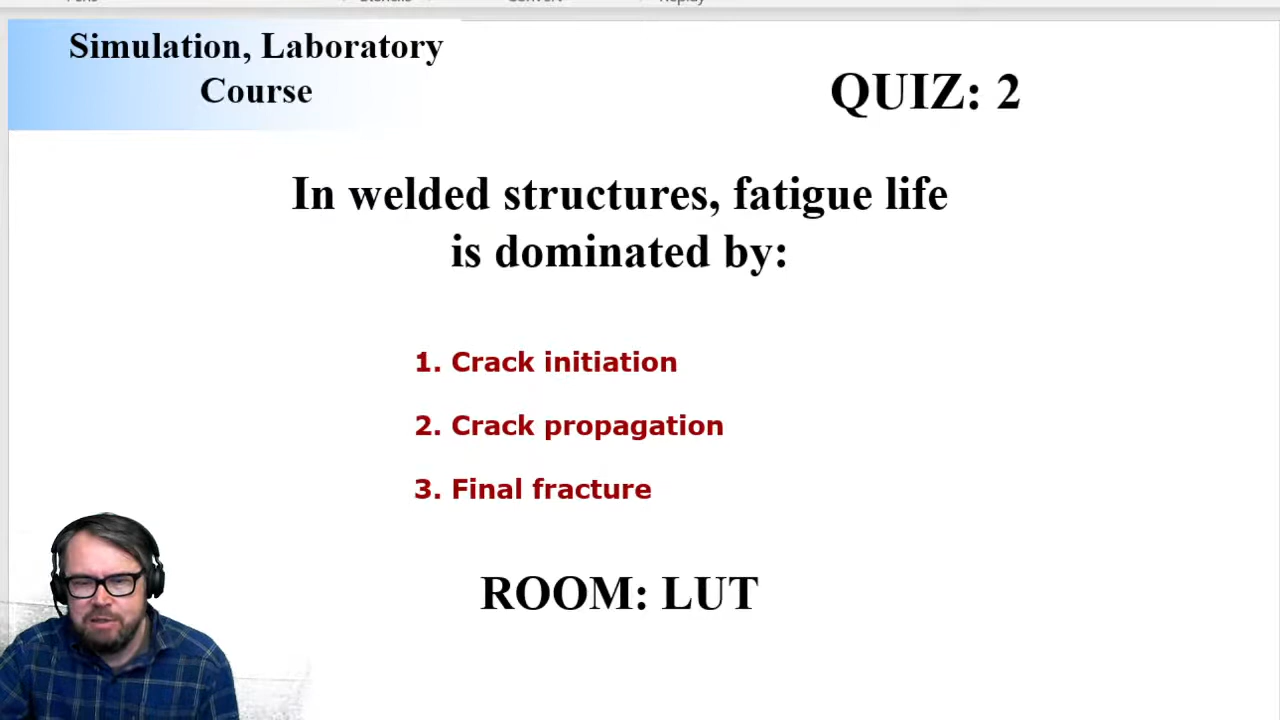 Simulation, Laboratory
Course
QUIZ: 2
In welded structures, fatigue life
is dominated by:
1. Crack initiation
2. Crack propagation
3. Final fracture
ROOM: LUT